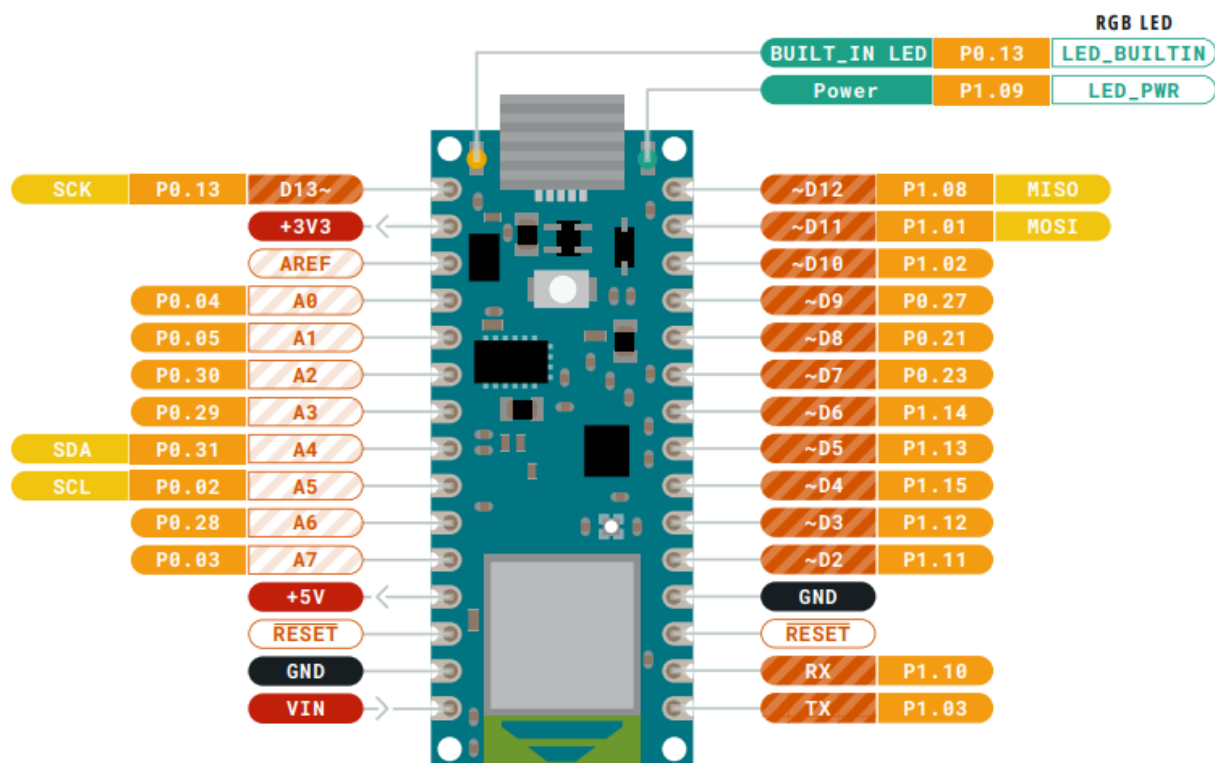 RGB LED
BUILT_IN LED P0.13 LED_BUILTIN
Power P1.09 LED_PWR
SCK P0.13 D13~
+3V3
AREF
P0.04 A0
P0.05 A1
P0.30 A2
P0.29 A3
SDA P0.31 A4
SCL P0.02 A5
P0.28 A6
P0.03 A7
+5V
RESET
GND
VIN
~D12 P1.08 MISO
~D11 P1.01 MOSI
~D10 P1.02
~D9 P0.27
~D8 P0.21
~D7 P0.23
~D6 P1.14
~D5 P1.13
~D4 P1.15
~D3 P1.12
~D2 P1.11
GND
RESET
RX P1.10
TX P1.03